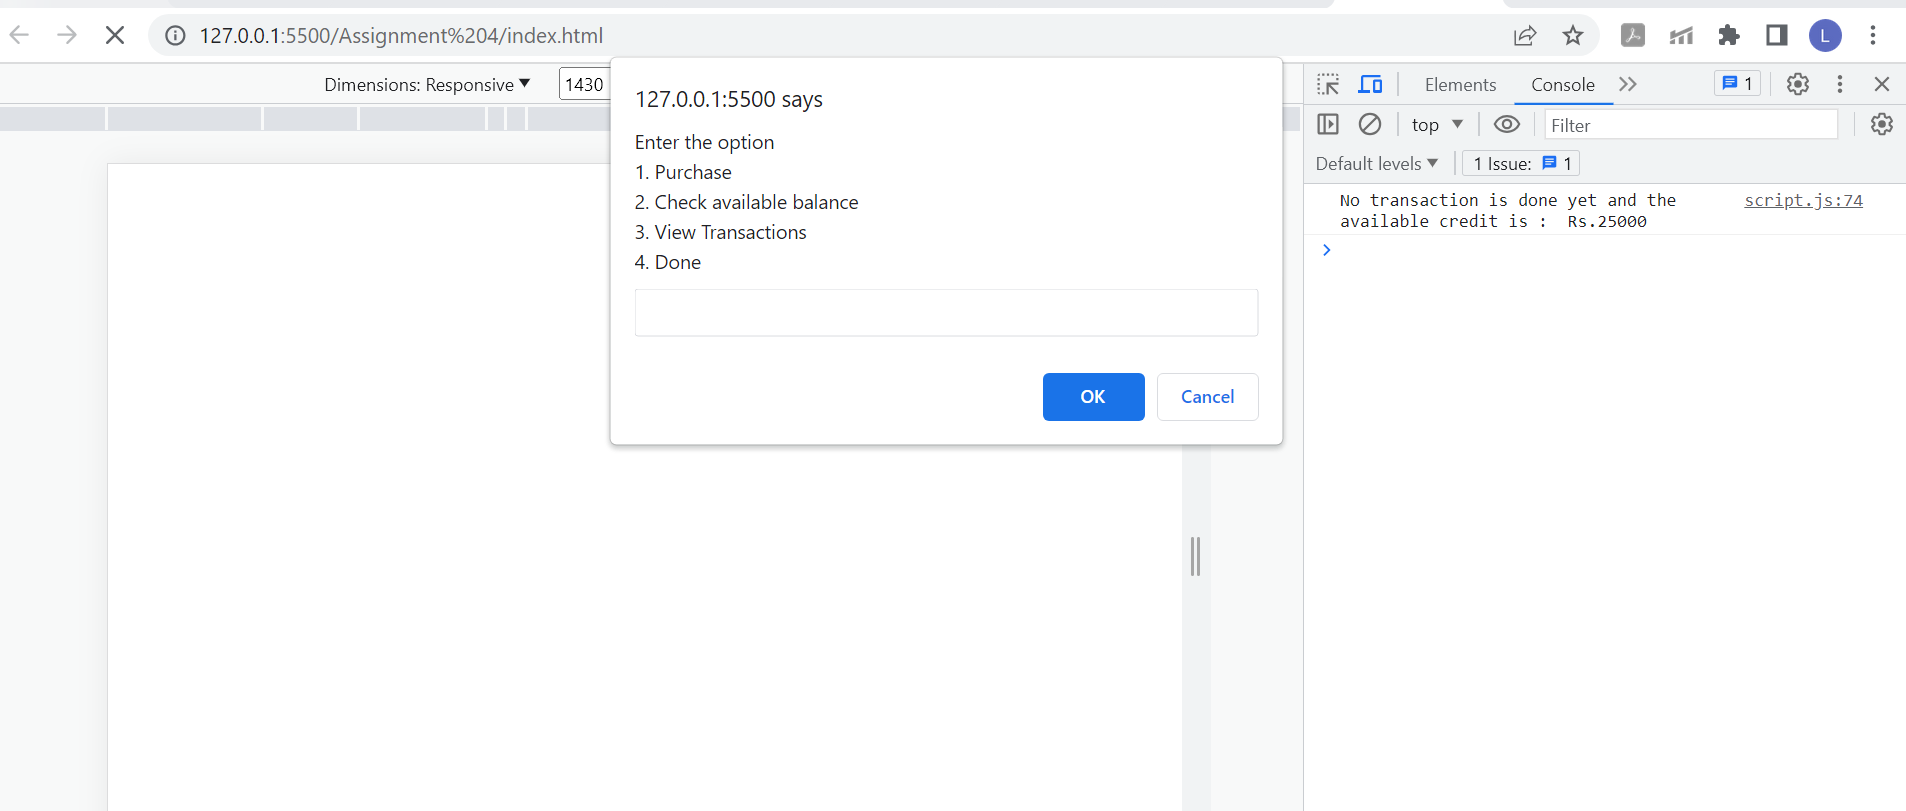 127.0.0.1:5500/Assignment%204/index.html
L
Dimensions: Responsive
1430
127.0.0.1:5500 says
Enter the option
1. Purchase
2. Check available balance
3. View Transactions
4. Done
OK
Cancel
Elements
Console
1
top
Filter
Default levels
1 Issue: 1
No transaction is done yet and the script.js:74
available credit is : Rs.25000